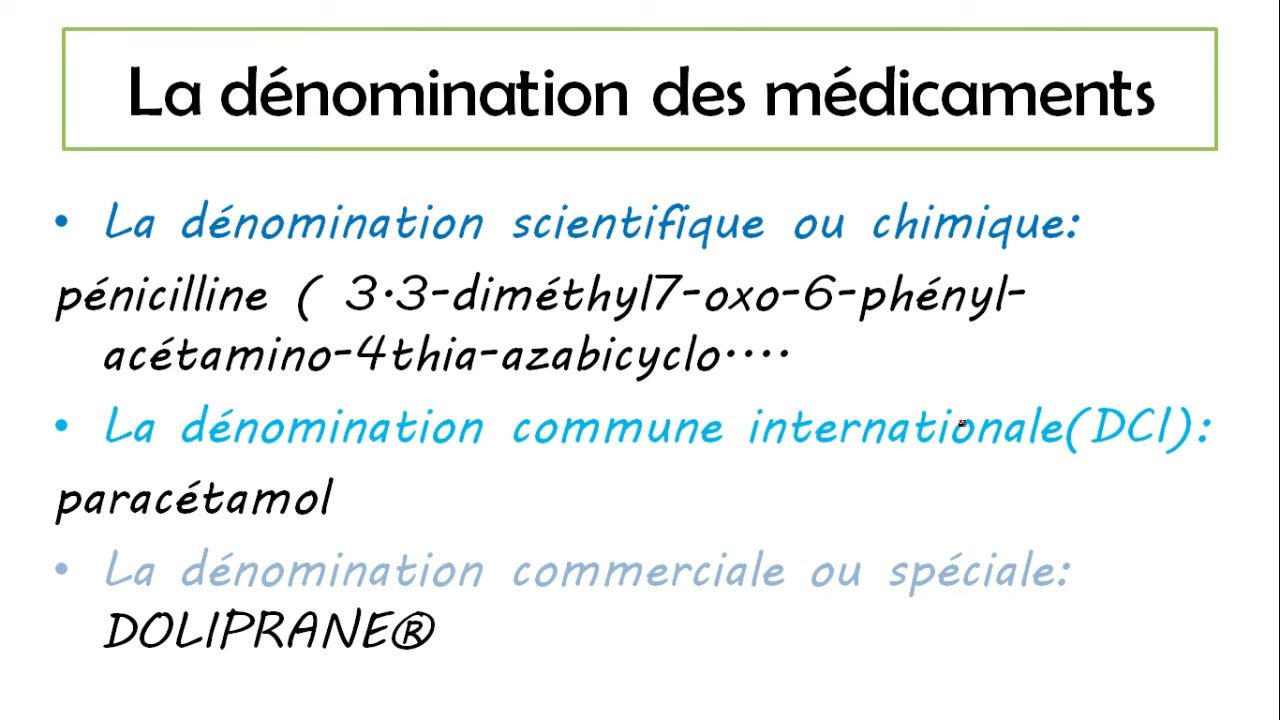 La dénomination des médicaments
• La dénomination scientifique ou chimique:
pénicilline ( 3.3-diméthyl7-oxo-6-phényl-
acétamino-4thia-azabicyclo....
• La dénomination commune internationale(DCI):
paracétamol
• La dénomination commerciale ou spéciale:
DOLIPRANE®